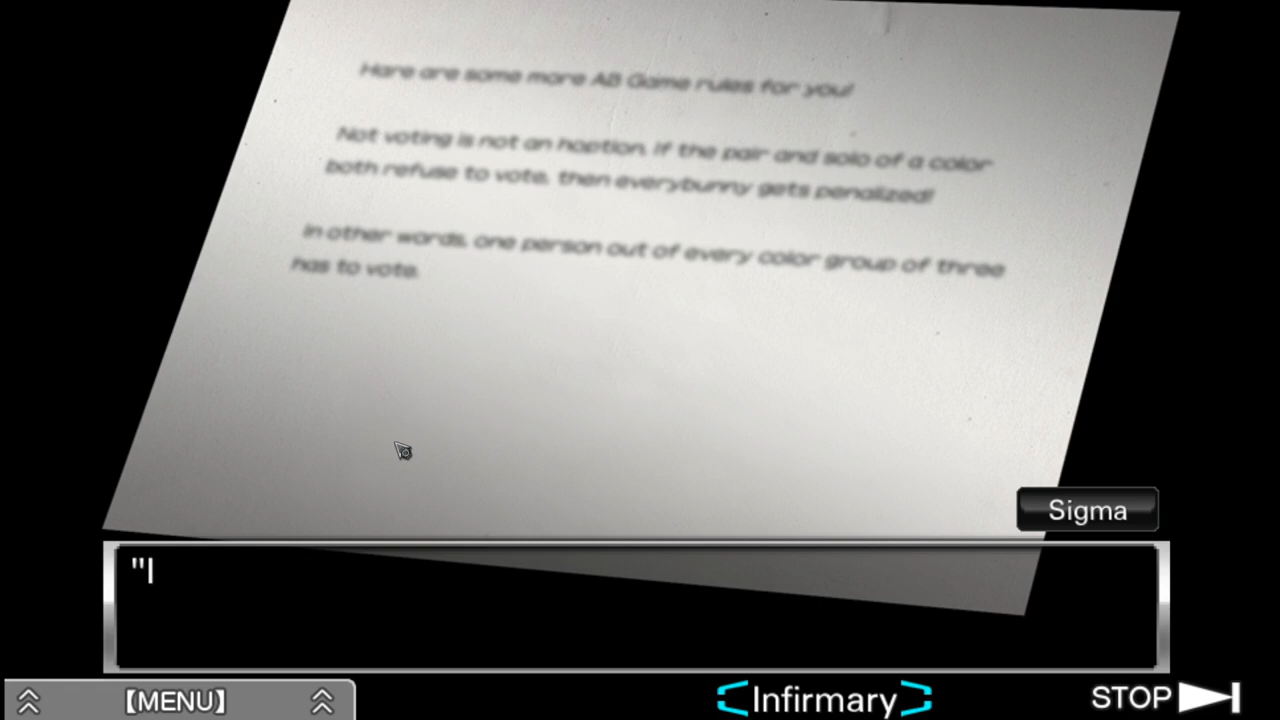 Hare are some more AB Game rules for you!
Not voting is not an hoption. If the pair and solo of a color
both refuse to vote, then everybunny gets penalized!
In other words, one person out of every color group of three
has to vote.
Sigma
"I
[MENU]
Infirmary
STOP